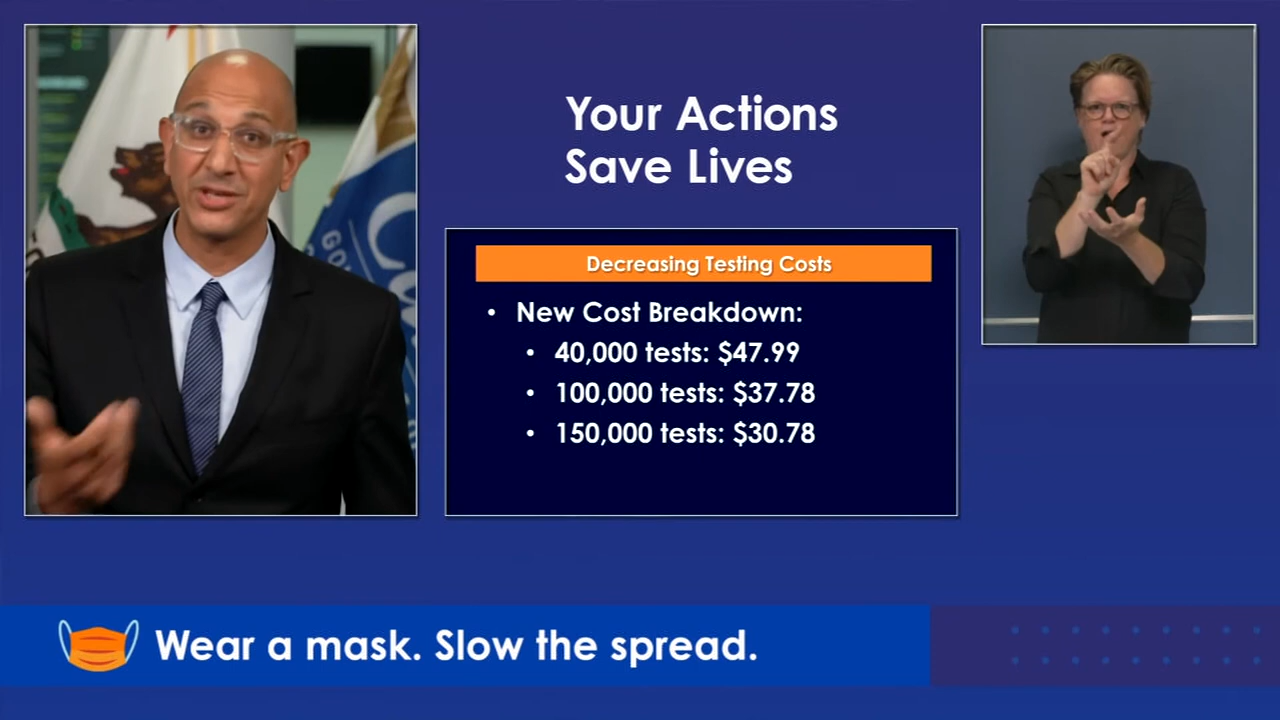 Your Actions
Save Lives
Decreasing Testing Costs
• New Cost Breakdown:
• 40,000 tests: $47.99
• 100,000 tests: $37.78
• 150,000 tests: $30.78
Wear a mask. Slow the spread.